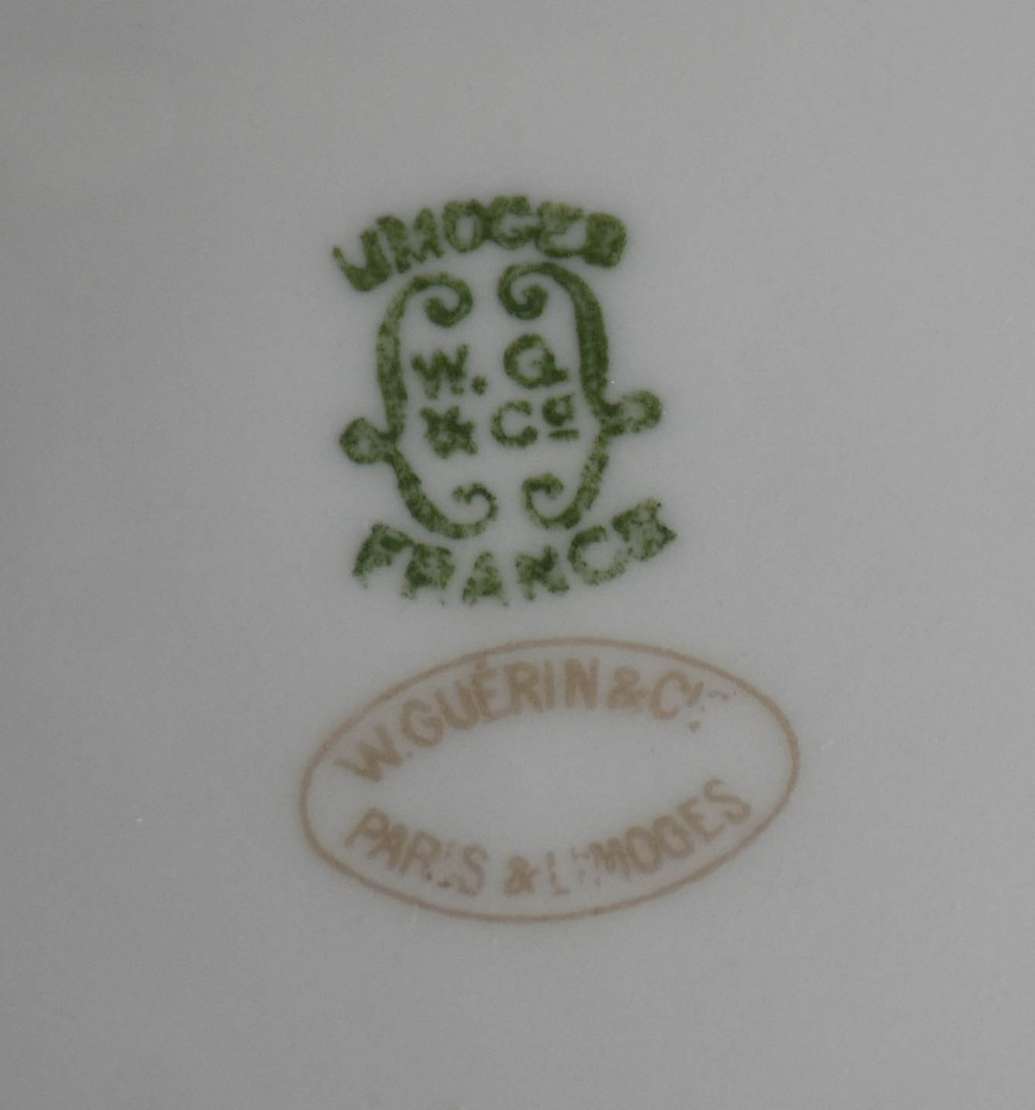 LIMOGES
W. G
& Cº
FRANCE
W. GUÉRIN & Cie
PARIS & LIMOGES